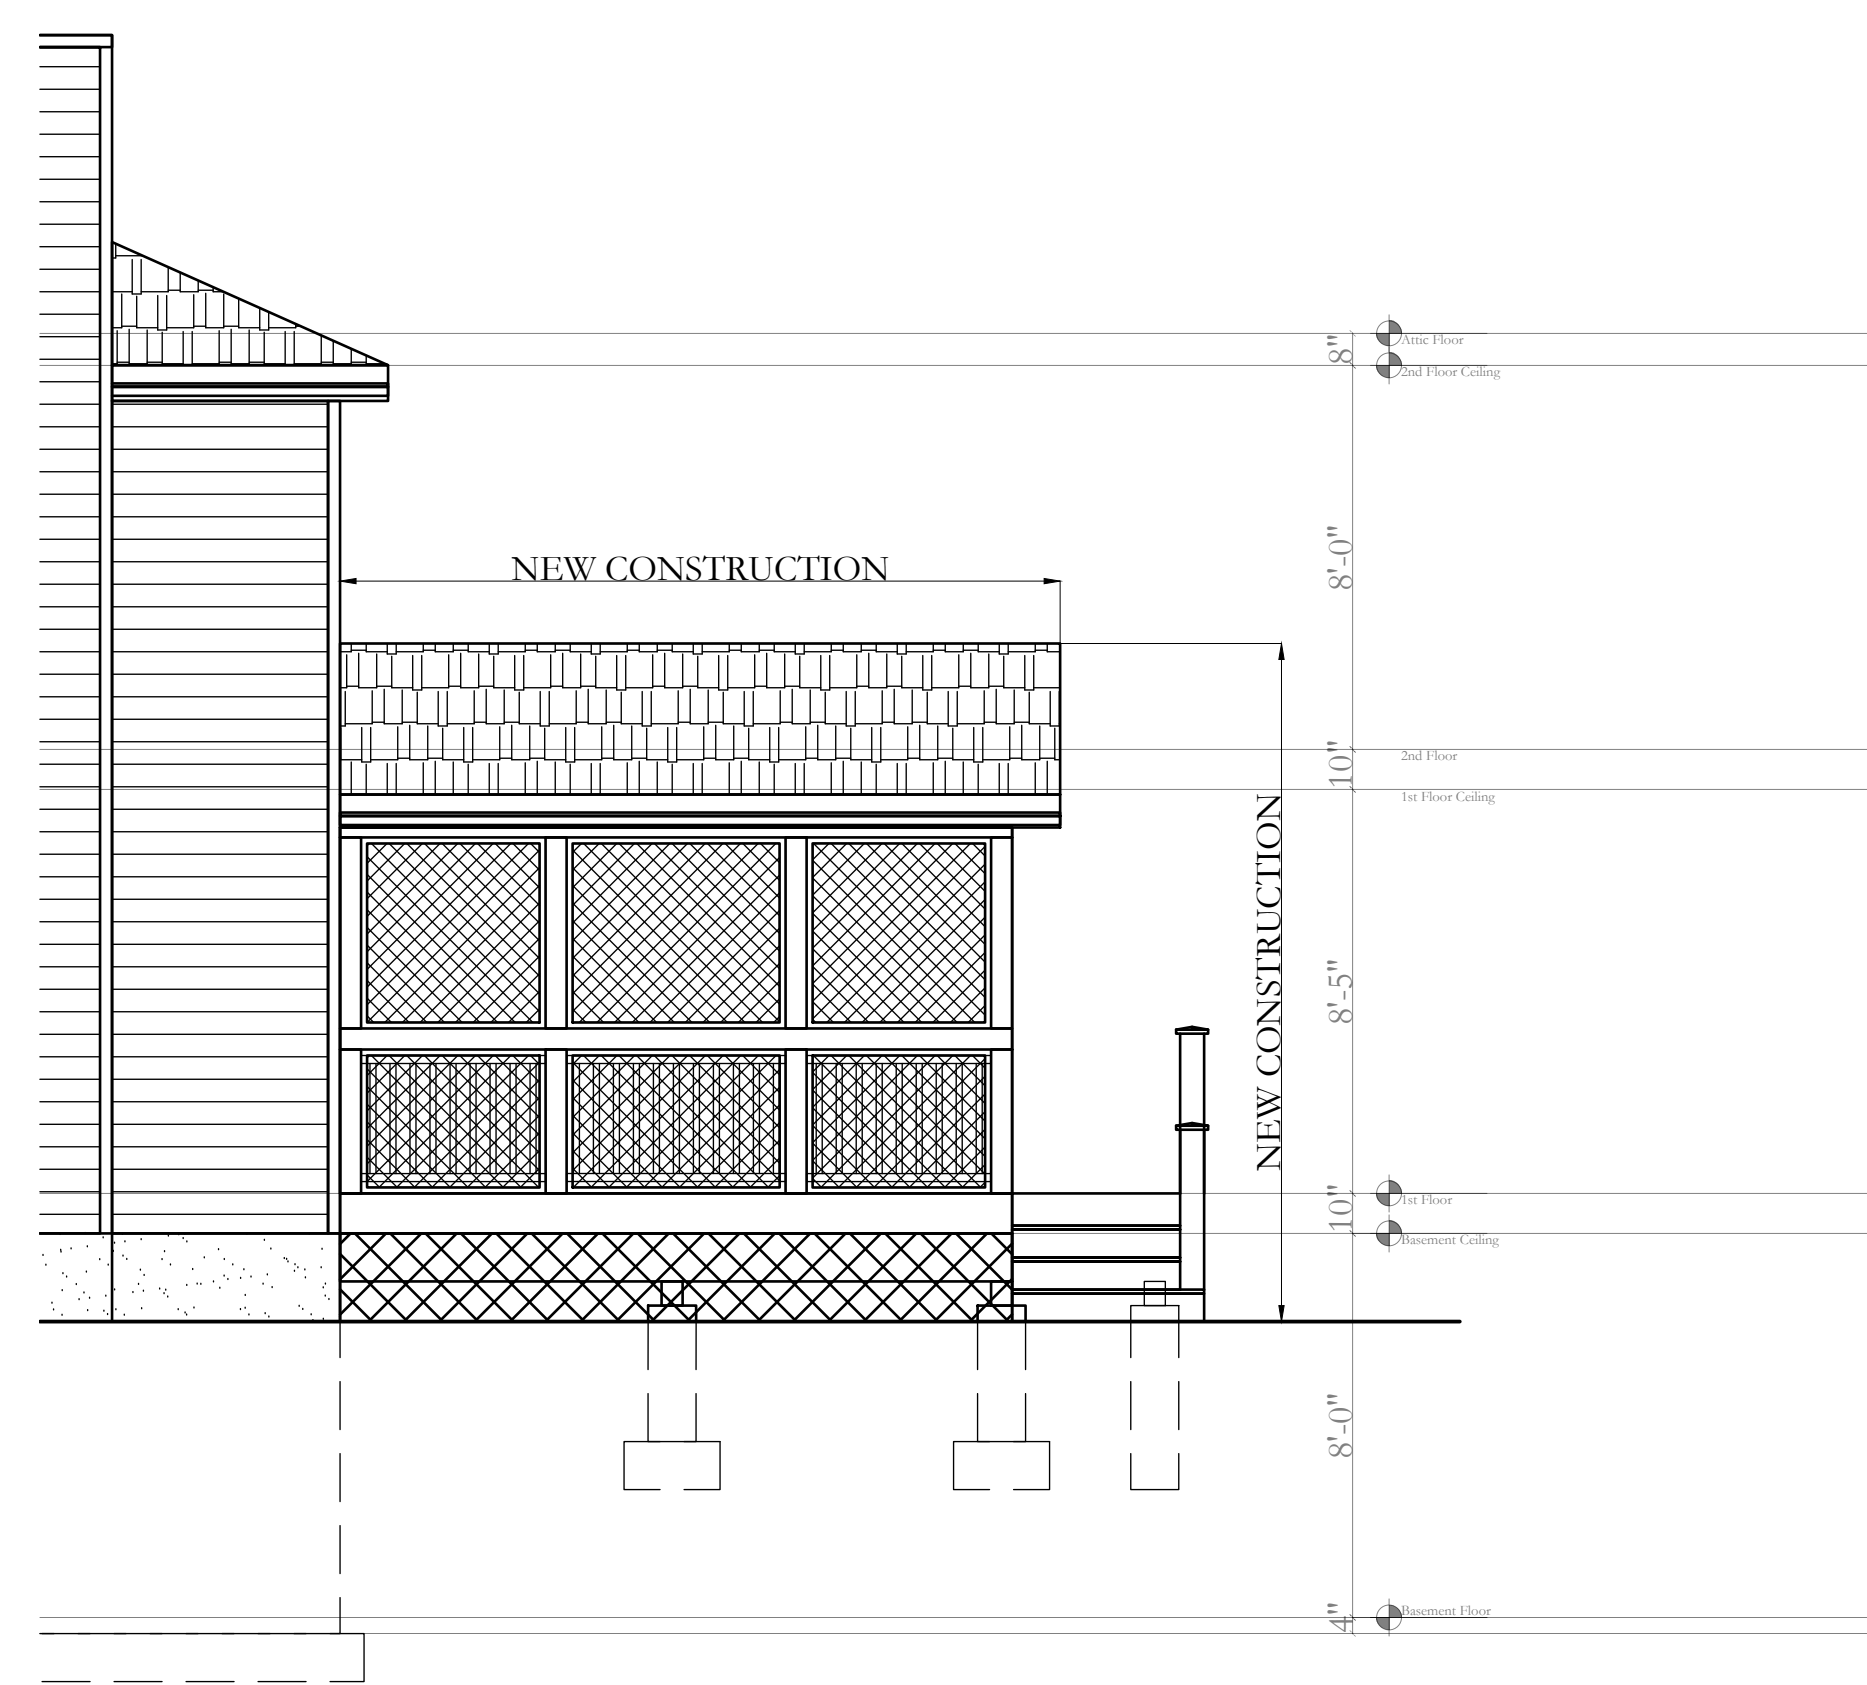 Attic Floor
8"
2nd Floor Ceiling
8'-0"
NEW CONSTRUCTION
2nd Floor
10"
1st Floor Ceiling
NEW CONSTRUCTION
8'-5"
1st Floor
10"
Basement Ceiling
8'-0"
Basement Floor
4"